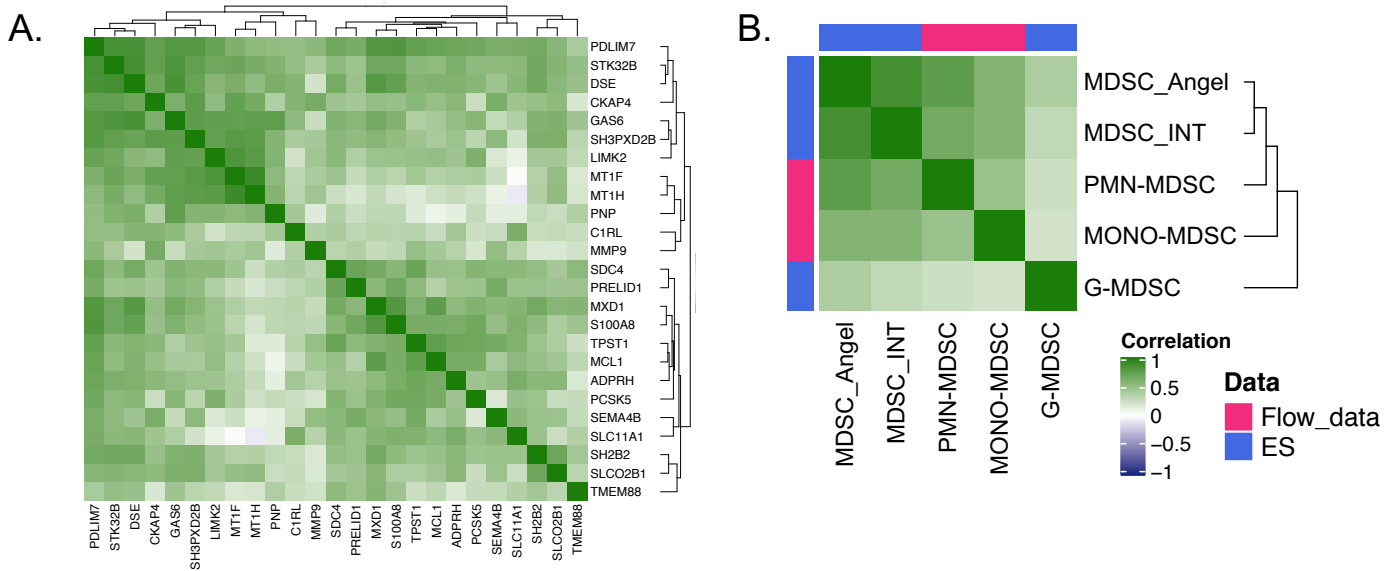 A.
PDLIM7
STK32B
DSE
CKAP4
GAS6
SH3PXD2B
LIMK2
MT1F
MT1H
PNP
C1RL
MMP9
SDC4
PRELID1
MXD1
S100A8
TPST1
MCL1
ADPRH
PCSK5
SEMA4B
SLC11A1
SH2B2
SLCO2B1
TMEM88
PDLIM7
STK32B
DSE
CKAP4
GAS6
SH3PXD2B
LIMK2
MT1F
MT1H
PNP
C1RL
MMP9
SDC4
PRELID1
MXD1
S100A8
TPST1
MCL1
ADPRH
PCSK5
SEMA4B
SLC11A1
SH2B2
SLCO2B1
TMEM88
B.
MDSC_Angel
MDSC_INT
PMN-MDSC
MONO-MDSC
G-MDSC
MDSC_Angel
MDSC_INT
PMN-MDSC
MONO-MDSC
G-MDSC
Correlation
1
0.5
0
−0.5
−1
Data
Flow_data
ES